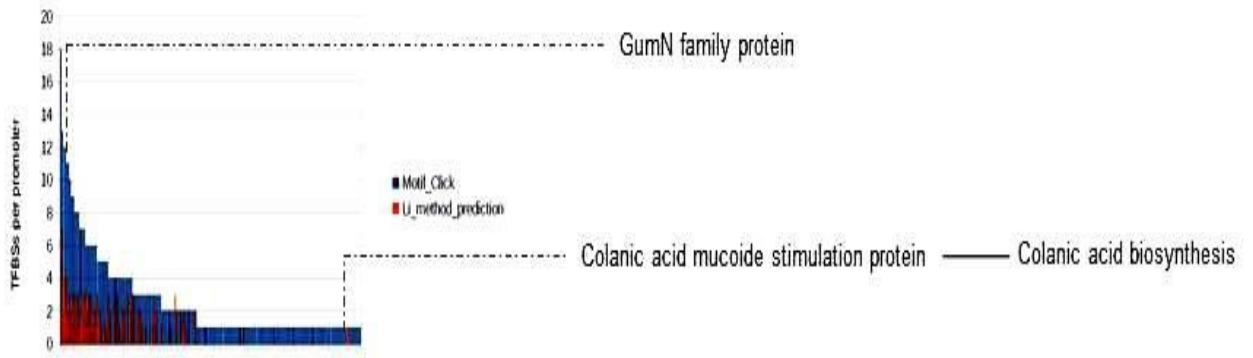 20
18
16
14
12
10
8
6
4
2
0
TFBSs per promoter
GumN family protein
Motif_Click
Li_method_prediction
Colanic acid mucoide stimulation protein
Colanic acid biosynthesis